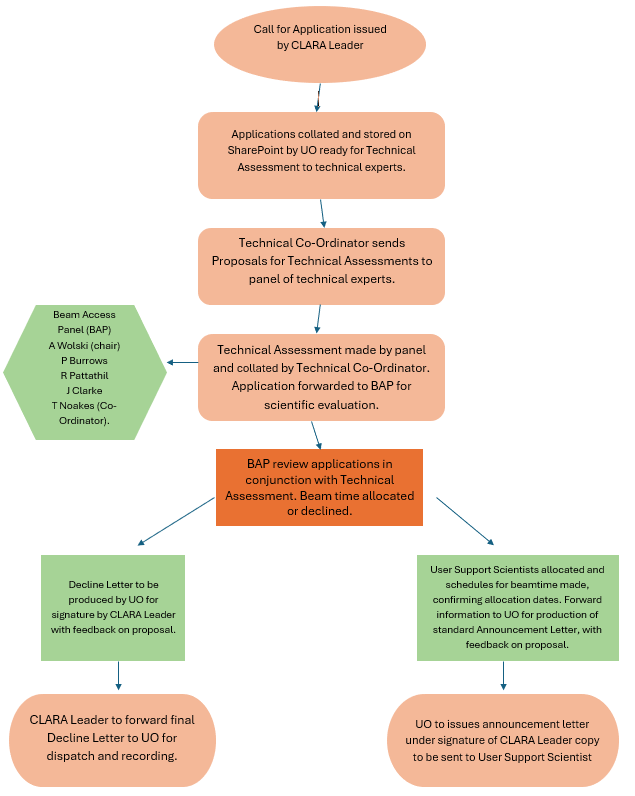 Call for Application issued
by CLARA Leader
Applications collated and stored on
SharePoint by UO ready for Technical
Assessment to technical experts.
Technical Co-Ordinator sends
Proposals for Technical Assessments to
panel of technical experts.
Beam Access
Panel (BAP)
A Wolski (chair)
P Burrows
R Pattathil
J Clarke
T Noakes (Co-
Ordinator).
Technical Assessment made by panel
and collated by Technical Co-Ordinator.
Application forwarded to BAP for
scientific evaluation.
BAP review applications in
conjunction with Technical
Assessment. Beam time allocated
or declined.
Decline Letter to be
produced by UO for
signature by CLARA Leader
with feedback on proposal.
User Support Scientists allocated and
schedules for beamtime made,
confirming allocation dates. Forward
information to UO for production of
standard Announcement Letter, with
feedback on proposal.
CLARA Leader to forward final
Decline Letter to UO for
dispatch and recording.
UO to issues announcement letter
under signature of CLARA Leader copy
to be sent to User Support Scientist